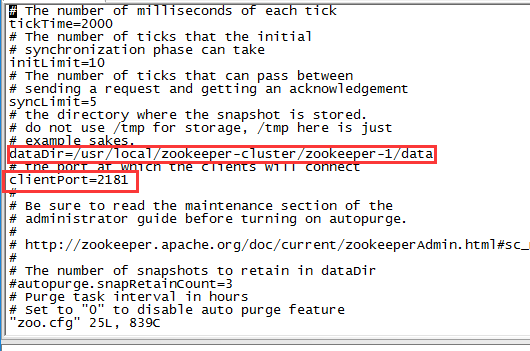 # The number of milliseconds of each tick
tickTime=2000
# The number of ticks that the initial
# synchronization phase can take
initLimit=10
# The number of ticks that can pass between
# sending a request and getting an acknowledgement
syncLimit=5
# the directory where the snapshot is stored.
# do not use /tmp for storage, /tmp here is just
# example sakes.
dataDir=/usr/local/zookeeper-cluster/zookeeper-1/data
# the port at which the clients will connect
clientPort=2181
#
# Be sure to read the maintenance section of the
# administrator guide before turning on autopurge.
#
# http://zookeeper.apache.org/doc/current/zookeeperAdmin.html#sc_
#
# The number of snapshots to retain in dataDir
#autopurge.snapRetainCount=3
# Purge task interval in hours
# Set to "0" to disable auto purge feature
"zoo.cfg" 25L, 839C